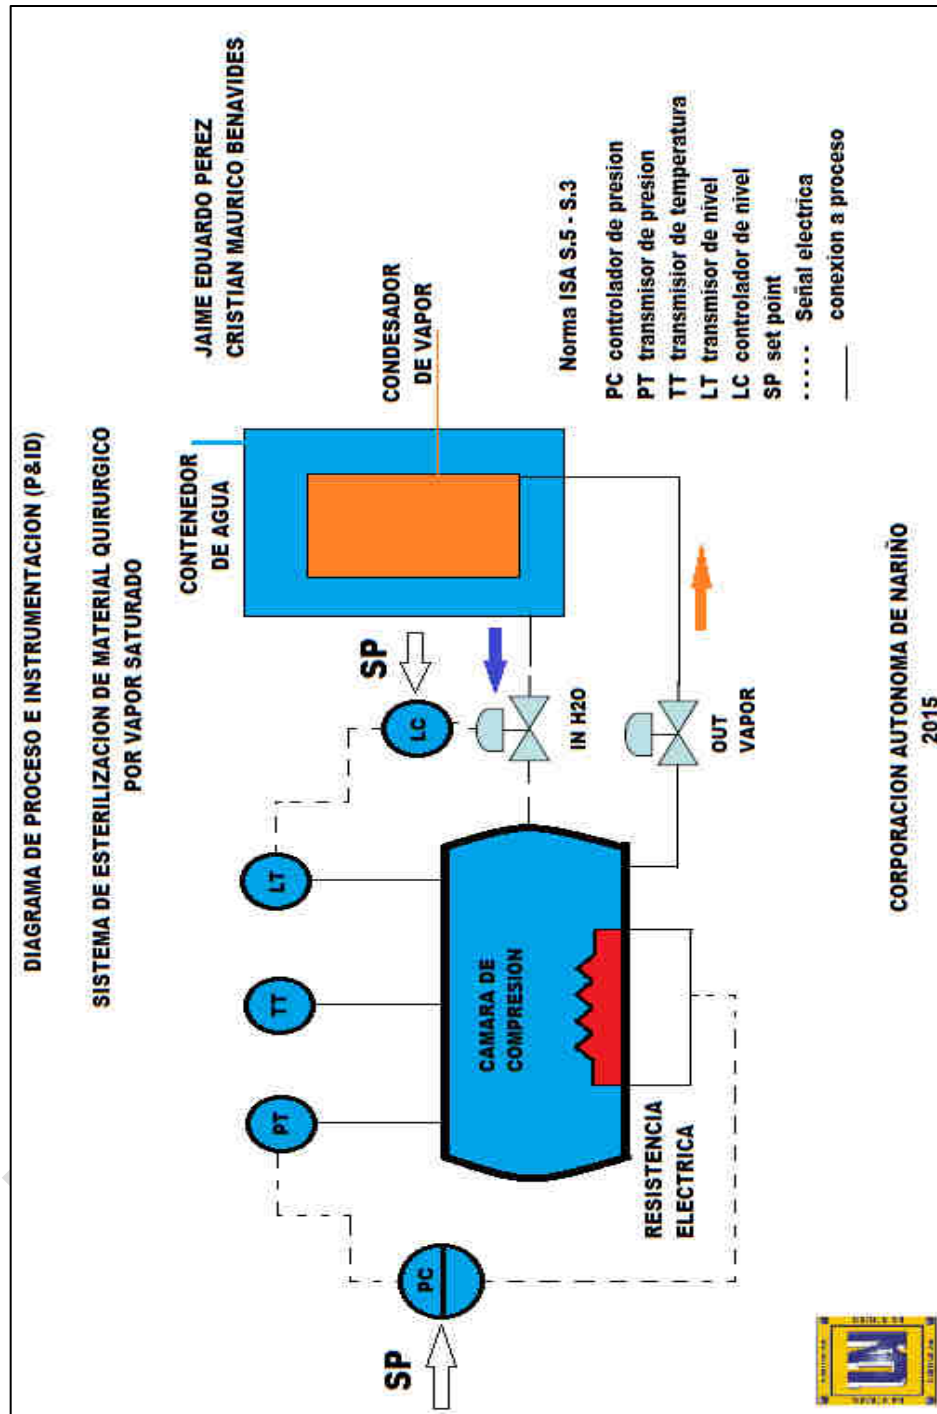 DIAGRAMA DE PROCESO E INSTRUMENTACION (P&ID)
SISTEMA DE ESTERILIZACION DE MATERIAL QUIRURGICO
POR VAPOR SATURADO
JAIME EDUARDO PEREZ
CRISTIAN MAURICO BENAVIDES
CONTENEDOR
DE AGUA
CONDESADOR
DE VAPOR
PT
TT
LT
LC
SP
PC
SP
CAMARA DE
COMPRESION
IN H2O
OUT
VAPOR
RESISTENCIA
ELECTRICA
Norma ISA S.5 - S.3
PC controlador de presion
PT transmisor de presion
TT transmisior de temperatura
LT transmisor de nivel
LC controlador de nivel
SP set point
Señal electrica
conexion a proceso
CORPORACION AUTONOMA DE NARIÑO
2015